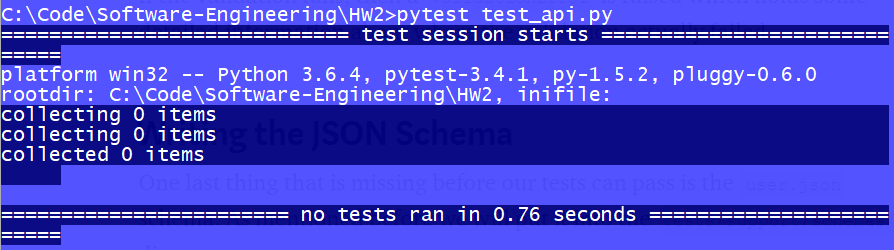 C:\Code\Software-Engineering\HW2>pytest test_api.py
============================= test session starts =============================
=====
platform win32 -- Python 3.6.4, pytest-3.4.1, py-1.5.2, pluggy-0.6.0
rootdir: C:\Code\Software-Engineering\HW2, inifile:
collecting 0 items
collecting 0 items
collected 0 items
the JSON Schema
One last thing that is missing before our tests can pass is the user.json
======================== no tests ran in 0.76 seconds ====================
=====